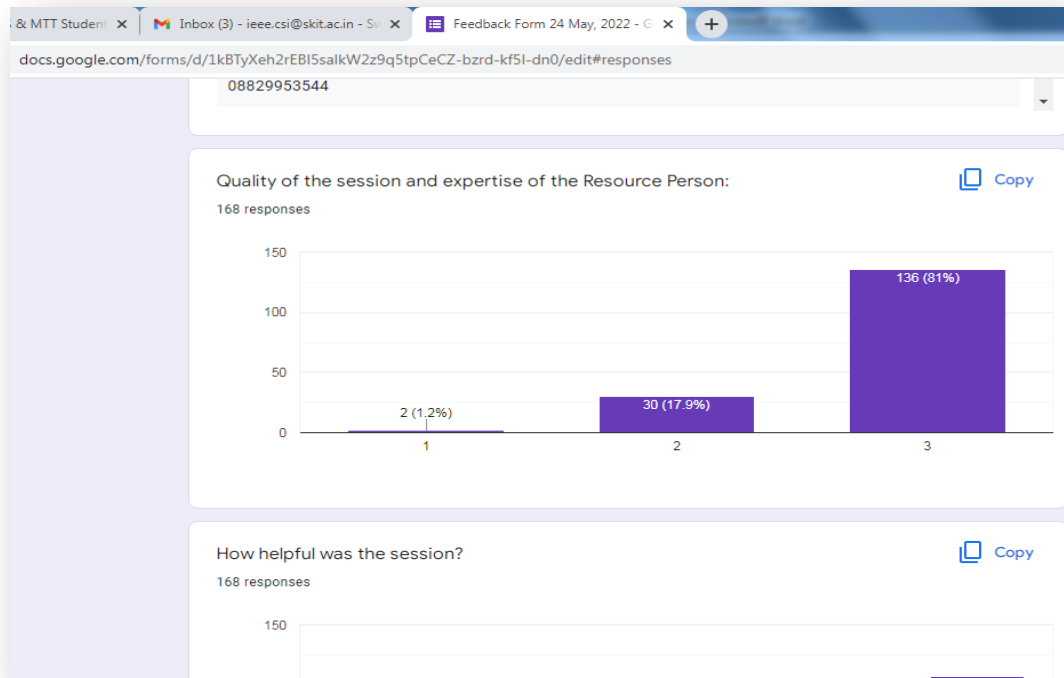 & MTT Student
Inbox (3) - ieee.csi@skit.ac.in - Sw
Feedback Form 24 May, 2022 - G
docs.google.com/forms/d/1kBTyXeh2rEBI5salkW2z9q5tpCeCZ-bzrd-kf5I-dn0/edit#responses
08829953544
Quality of the session and expertise of the Resource Person:
Copy
168 responses
150
136 (81%)
100
50
30 (17.9%)
2 (1.2%)
0
1 2 3
How helpful was the session?
Copy
168 responses
150